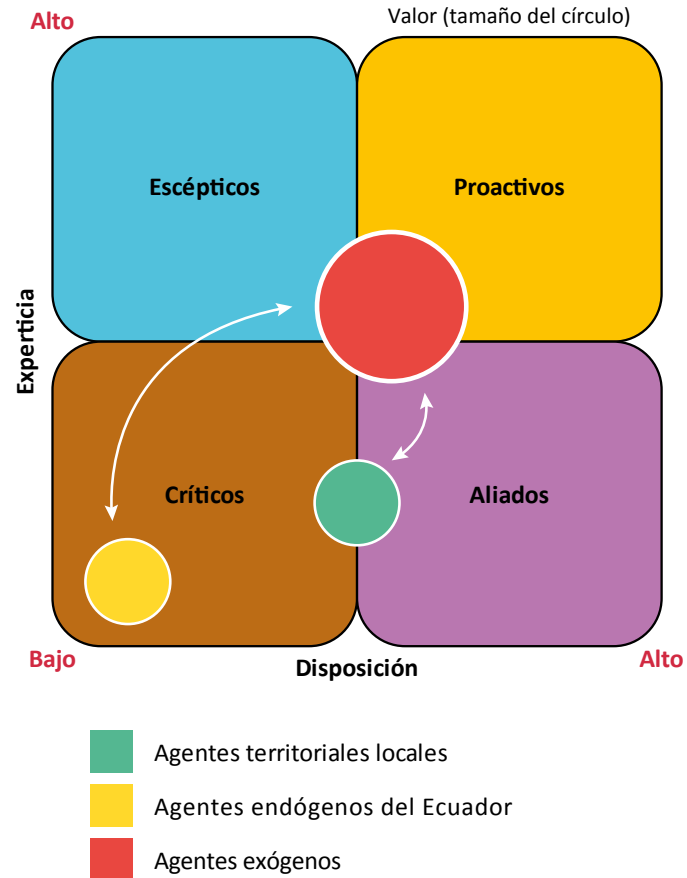 Alto
Valor (tamaño del círculo)
Escépticos
Proactivos
Experticia
Críticos
Aliados
Bajo
Disposición
Alto
Agentes territoriales locales
Agentes endógenos del Ecuador
Agentes exógenos